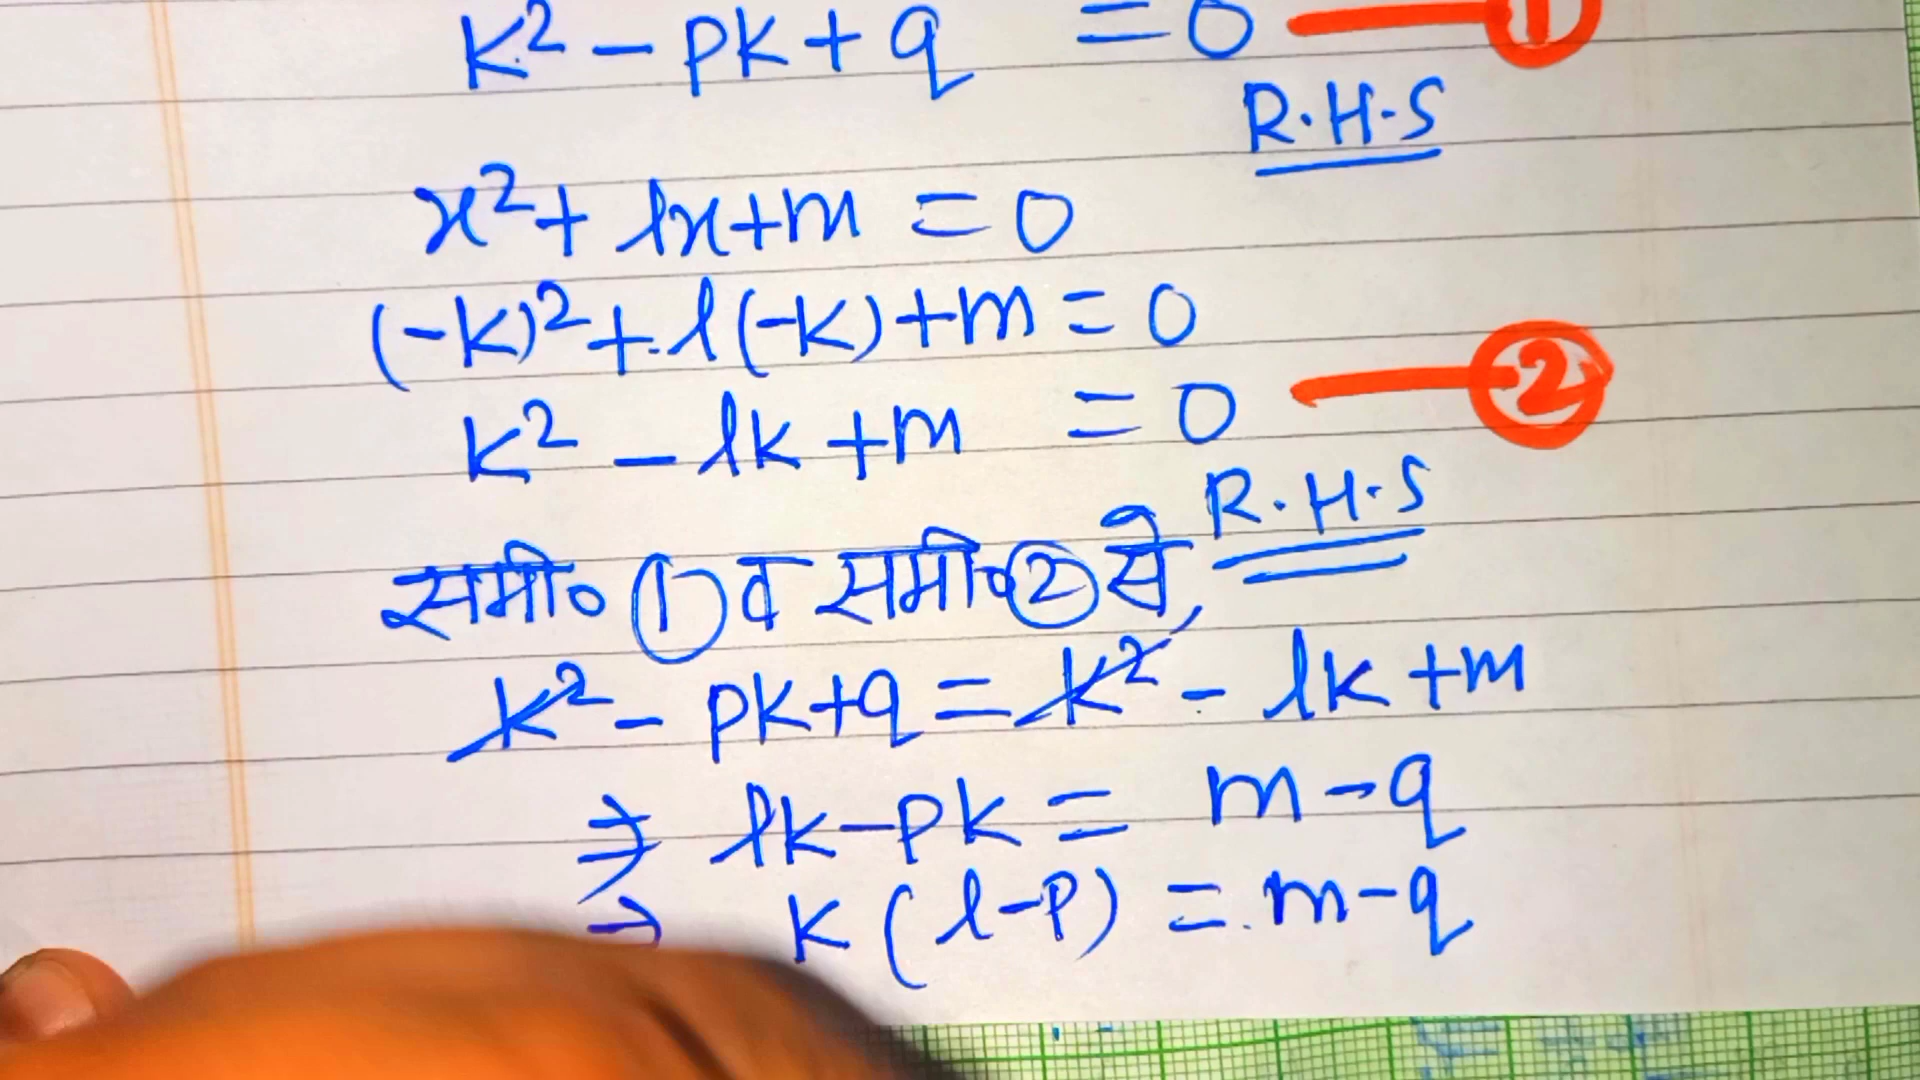 k² - pk + q = 0 — ①
R.H.S
x² + lx + m = 0
(-k)² + l(-k) + m = 0
k² - lk + m = 0 — ②
R.H.S
समी० ① व समी० ② से,
k² - pk + q = k² - lk + m
⇒ lk - pk = m - q
⇒ k (l - p) = m - q